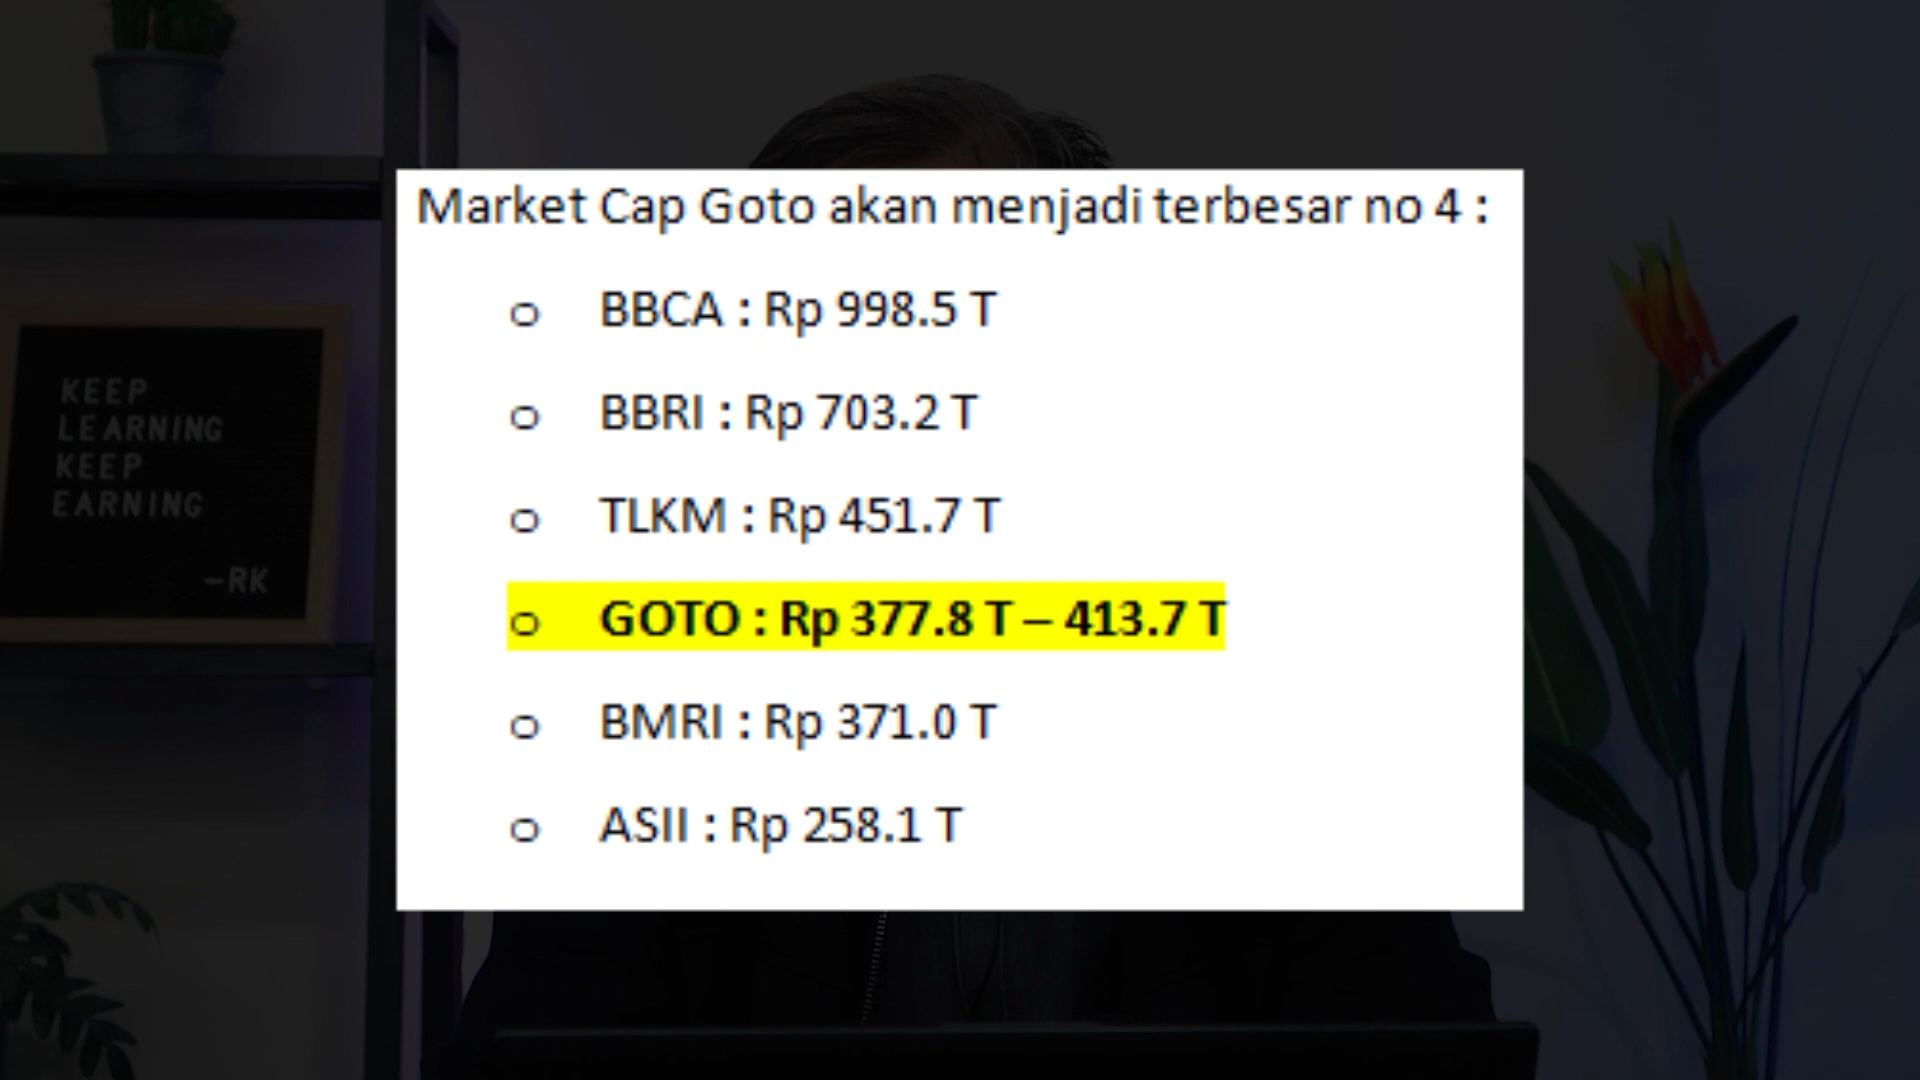 Market Cap Goto akan menjadi terbesar no 4 :
o BBCA : Rp 998.5 T
o BBRI : Rp 703.2 T
o TLKM : Rp 451.7 T
o GOTO : Rp 377.8 T – 413.7 T
o BMRI : Rp 371.0 T
o ASII : Rp 258.1 T
KEEP
LEARNING
KEEP
EARNING
–RK